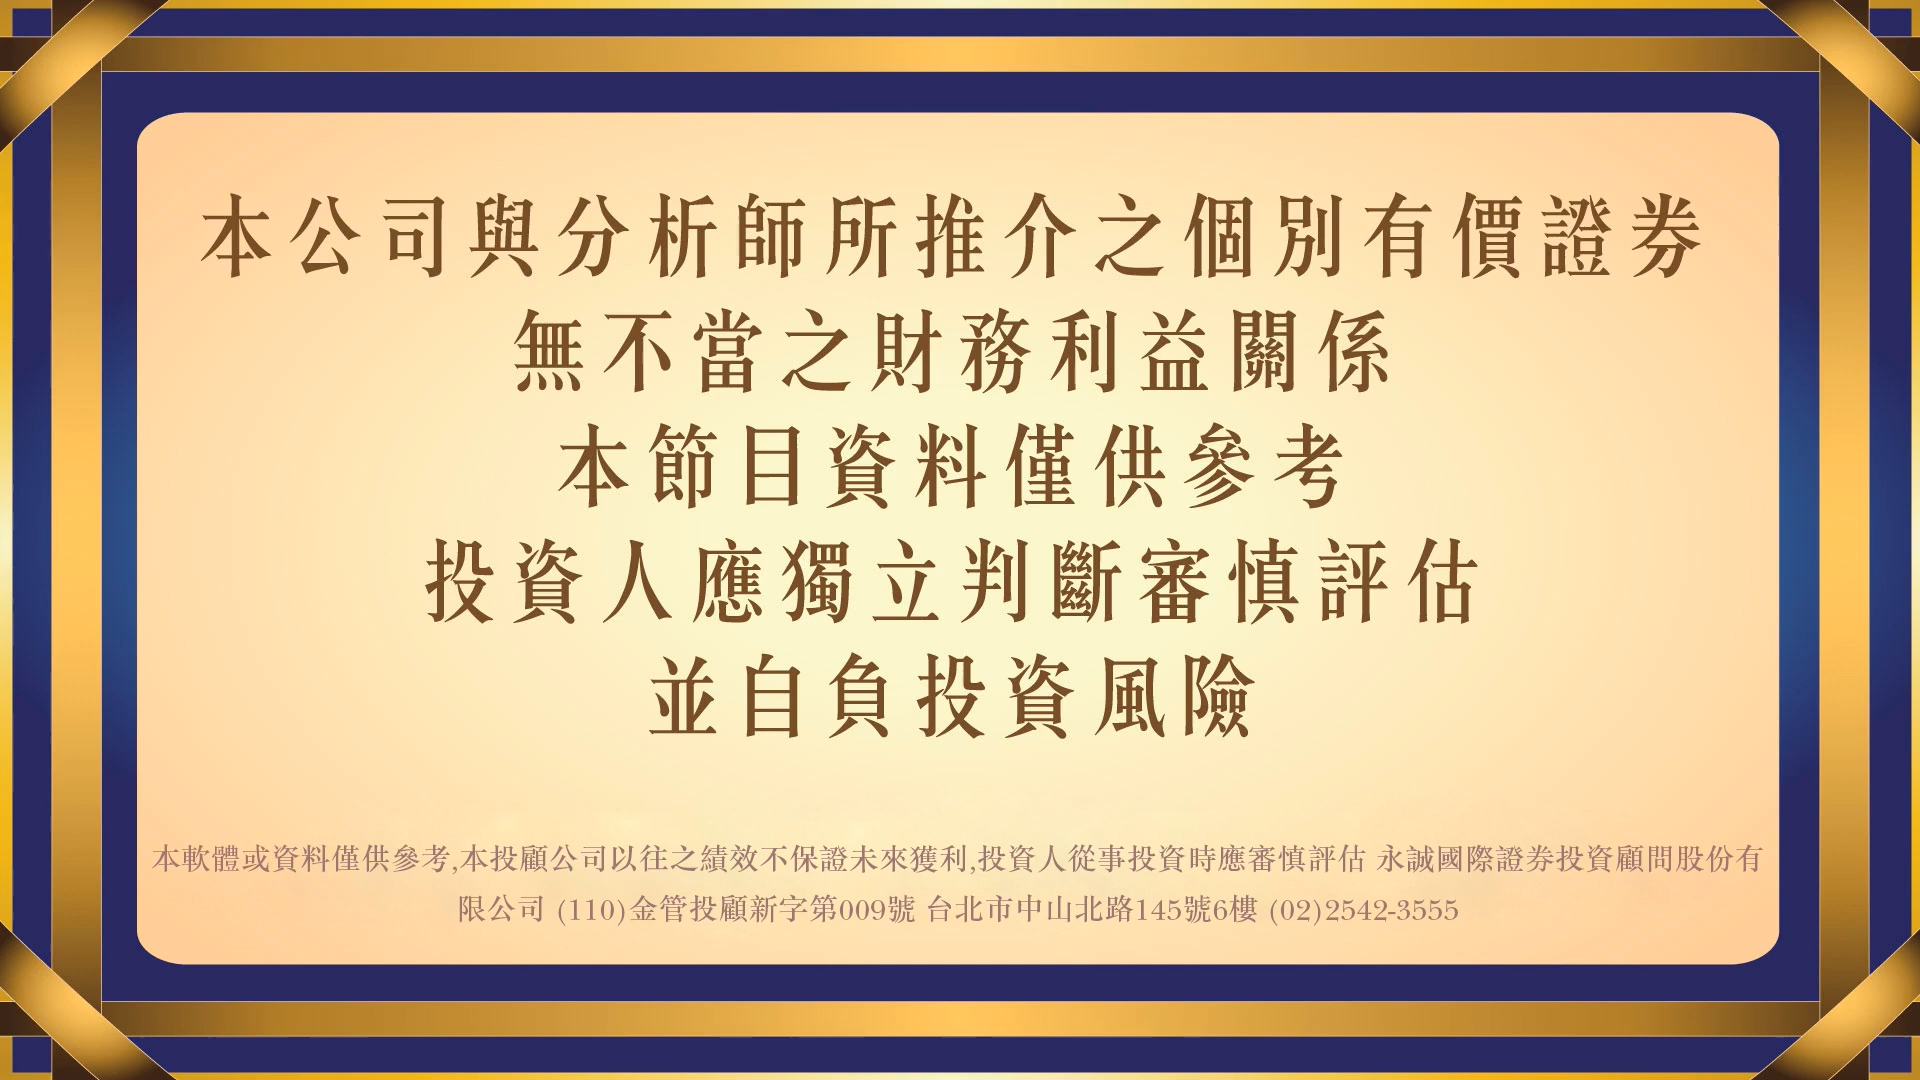 本公司與分析師所推介之個別有價證券
無不當之財務利益關係
本節目資料僅供參考
投資人應獨立判斷審慎評估
並自負投資風險
本軟體或資料僅供參考,本投顧公司以往之績效不保證未來獲利,投資人從事投資時應審慎評估 永誠國際證券投資顧問股份有
限公司 (110)金管投顧新字第009號 台北市中山北路145號6樓 (02)2542-3555